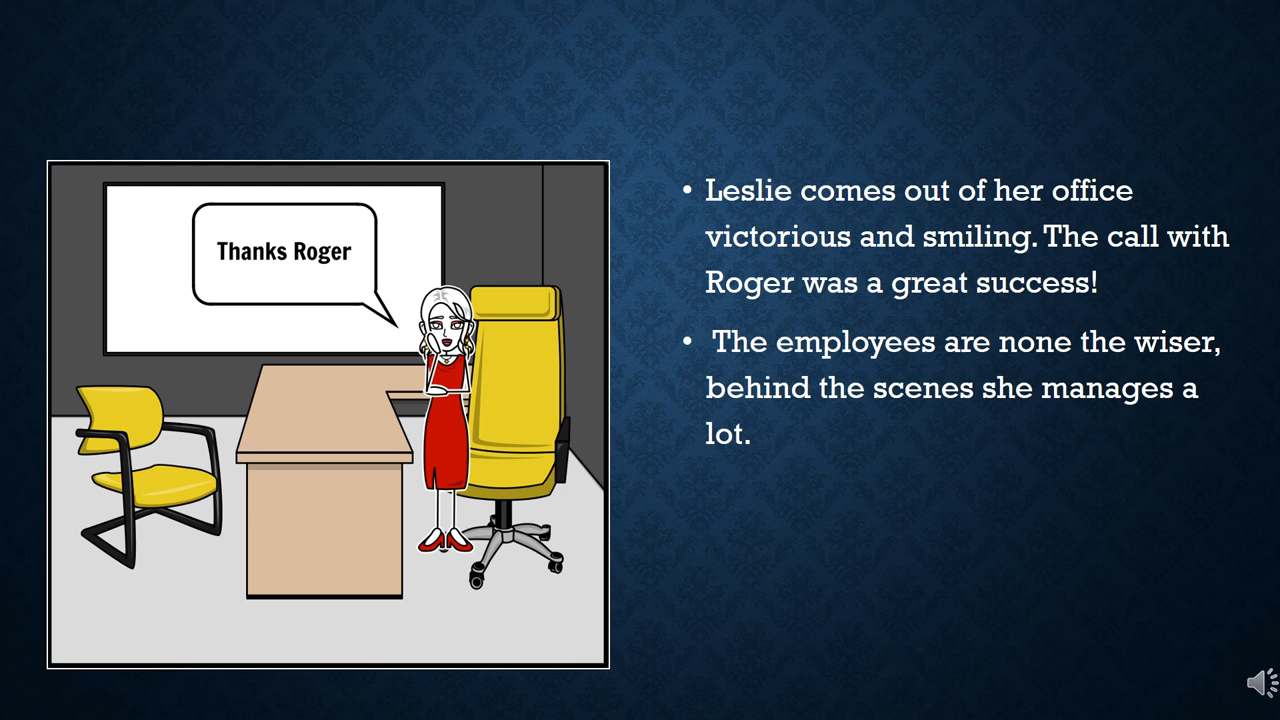 Thanks Roger
• Leslie comes out of her office
victorious and smiling. The call with
Roger was a great success!
• The employees are none the wiser,
behind the scenes she manages a
lot.